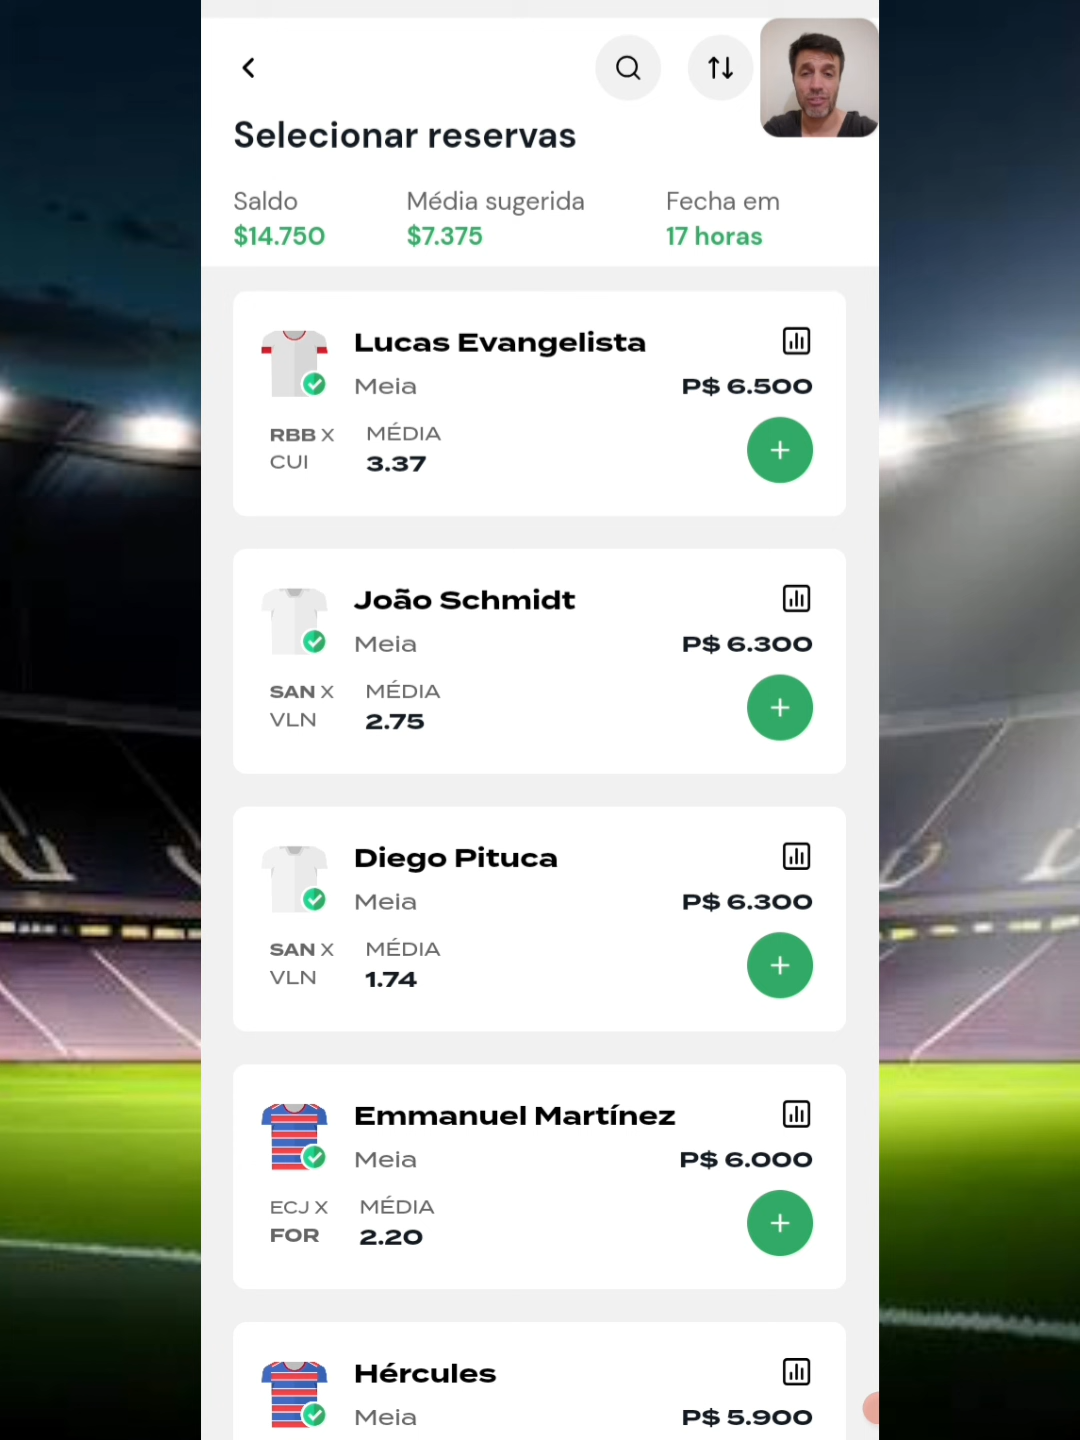 Selecionar reservas
Saldo Média sugerida Fecha em
$14.750 $7.375 17 horas
Lucas Evangelista
Meia P$ 6.500
RBB X MÉDIA
CUI 3.37
João Schmidt
Meia P$ 6.300
SAN X MÉDIA
VLN 2.75
Diego Pituca
Meia P$ 6.300
SAN X MÉDIA
VLN 1.74
Emmanuel Martínez
Meia P$ 6.000
ECJ X MÉDIA
FOR 2.20
Hércules
Meia P$ 5.900